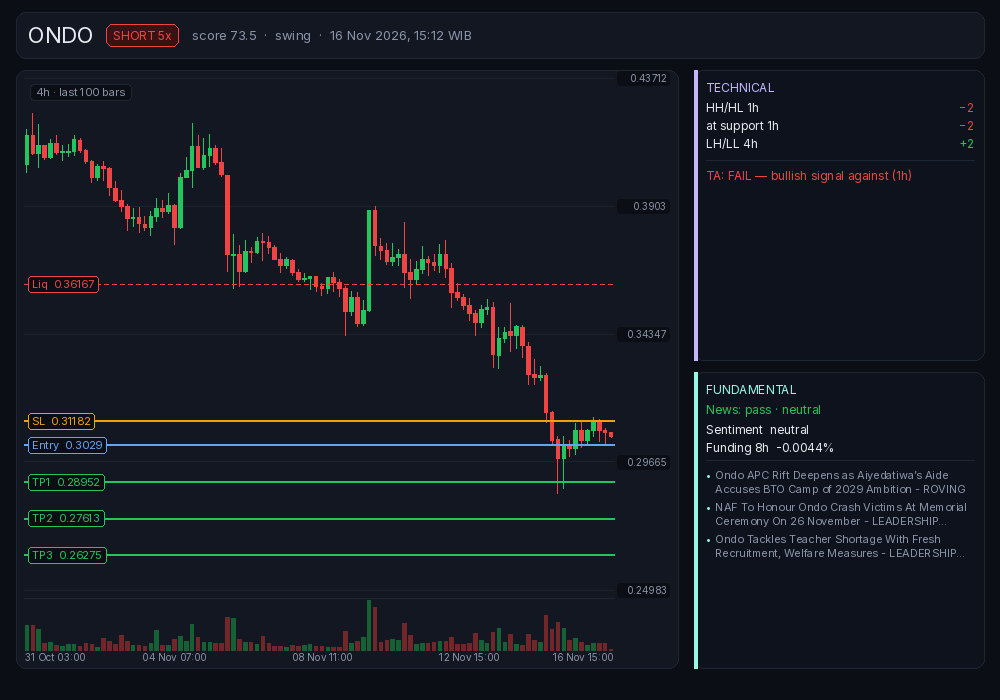 ONDO SHORT 5x score 73.5 · swing · 16 Nov 2026, 15:12 WIB
4h · last 100 bars
0.43712
0.3903
Liq 0.36167
0.34347
SL 0.31182
Entry 0.3029
0.29665
TP1 0.28952
TP2 0.27613
TP3 0.26275
0.24983
31 Oct 03:00 04 Nov 07:00 08 Nov 11:00 12 Nov 15:00 16 Nov 15:00
TECHNICAL
HH/HL 1h −2
at support 1h −2
LH/LL 4h +2
TA: FAIL — bullish signal against (1h)
FUNDAMENTAL
News: pass · neutral
Sentiment neutral
Funding 8h -0.0044%
• Ondo APC Rift Deepens as Aiyedatiwa's Aide
Accuses BTO Camp of 2029 Ambition - ROVING
• NAF To Honour Ondo Crash Victims At Memorial
Ceremony On 26 November - LEADERSHIP...
• Ondo Tackles Teacher Shortage With Fresh
Recruitment, Welfare Measures - LEADERSHIP...